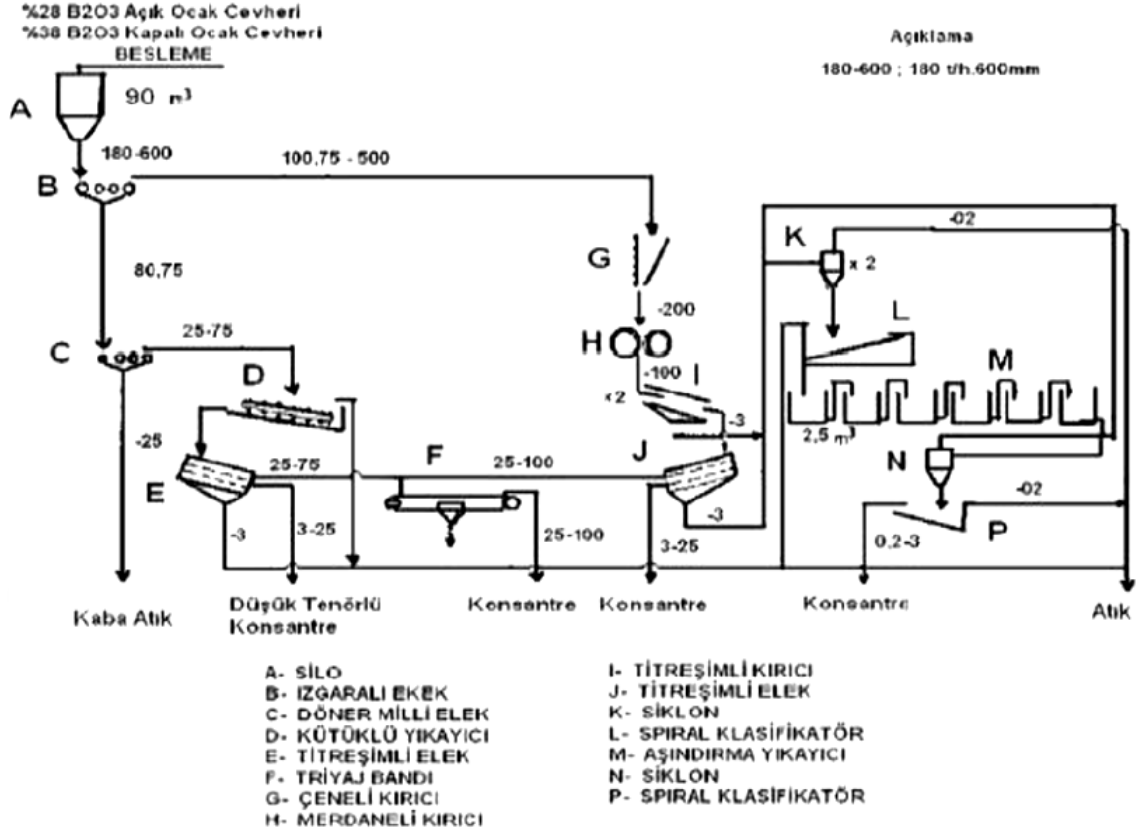 %28 B2O3 Açık Ocak Cevheri
%38 B2O3 Kapalı Ocak Cevheri
BESLEME
Açıklama
180-600 ; 180 t/h.600mm
A
90 m³
180-600
100,75 - 500
B
80,75
-02
K
x 2
G
-200
L
25-75
C
H
-100
I
M
D
x2
-3
-25
2,5 m³
F
J
N
25-75
25-100
E
-02
-3
3-25
25-100
-3
3-25
0,2-3
P
Kaba Atık
Düşük Tenörlü
Konsantre
Konsantre
Konsantre
Konsantre
Atık
A- SİLO
B- IZGARALI EKEK
C- DÖNER MİLLİ ELEK
D- KÜTÜKLÜ YIKAYICI
E- TİTREŞİMLİ ELEK
F- TRİYAJ BANDI
G- ÇENELİ KIRICI
H- MERDANELİ KIRICI
I- TİTREŞİMLİ KIRICI
J- TİTREŞİMLİ ELEK
K- SİKLON
L- SPIRAL KLASİFİKATÖR
M- AŞINDIRMA YIKAYICI
N- SİKLON
P- SPIRAL KLASİFİKATÖR